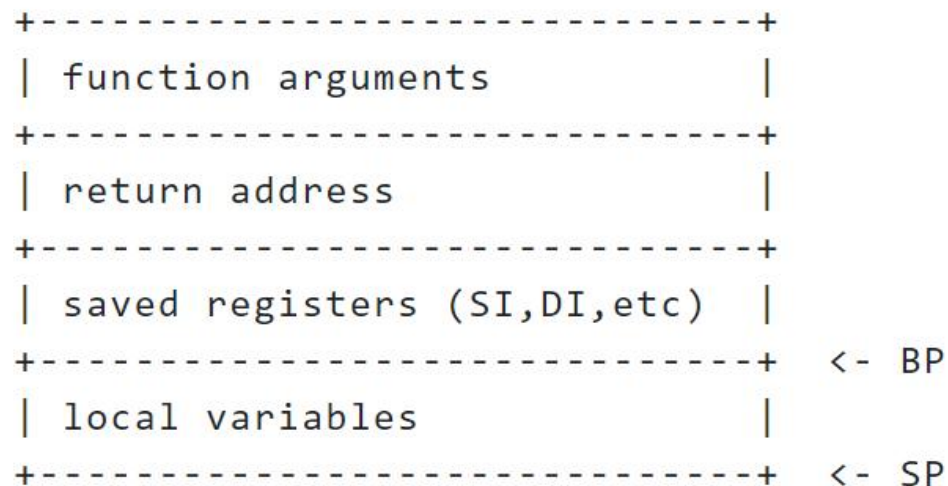 +------------------------------+
| function arguments           |
+------------------------------+
| return address               |
+------------------------------+
| saved registers (SI,DI,etc)  |
+------------------------------+  <- BP
| local variables              |
+------------------------------+  <- SP